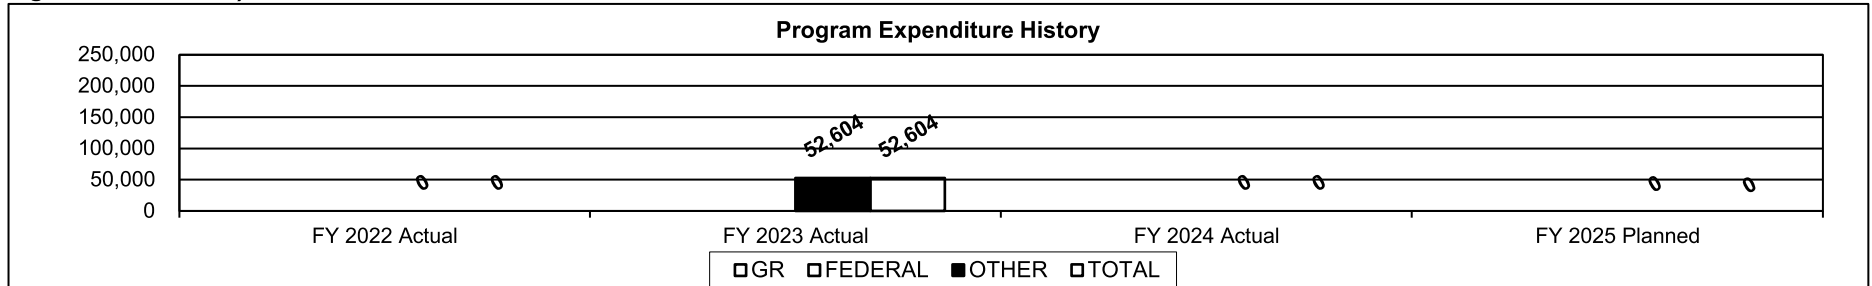 Program Expenditure History
250,000
200,000
150,000
100,000
50,000
0
0 0 52,604 52,604 0 0 0 0
FY 2022 Actual FY 2023 Actual FY 2024 Actual FY 2025 Planned
GR FEDERAL OTHER TOTAL